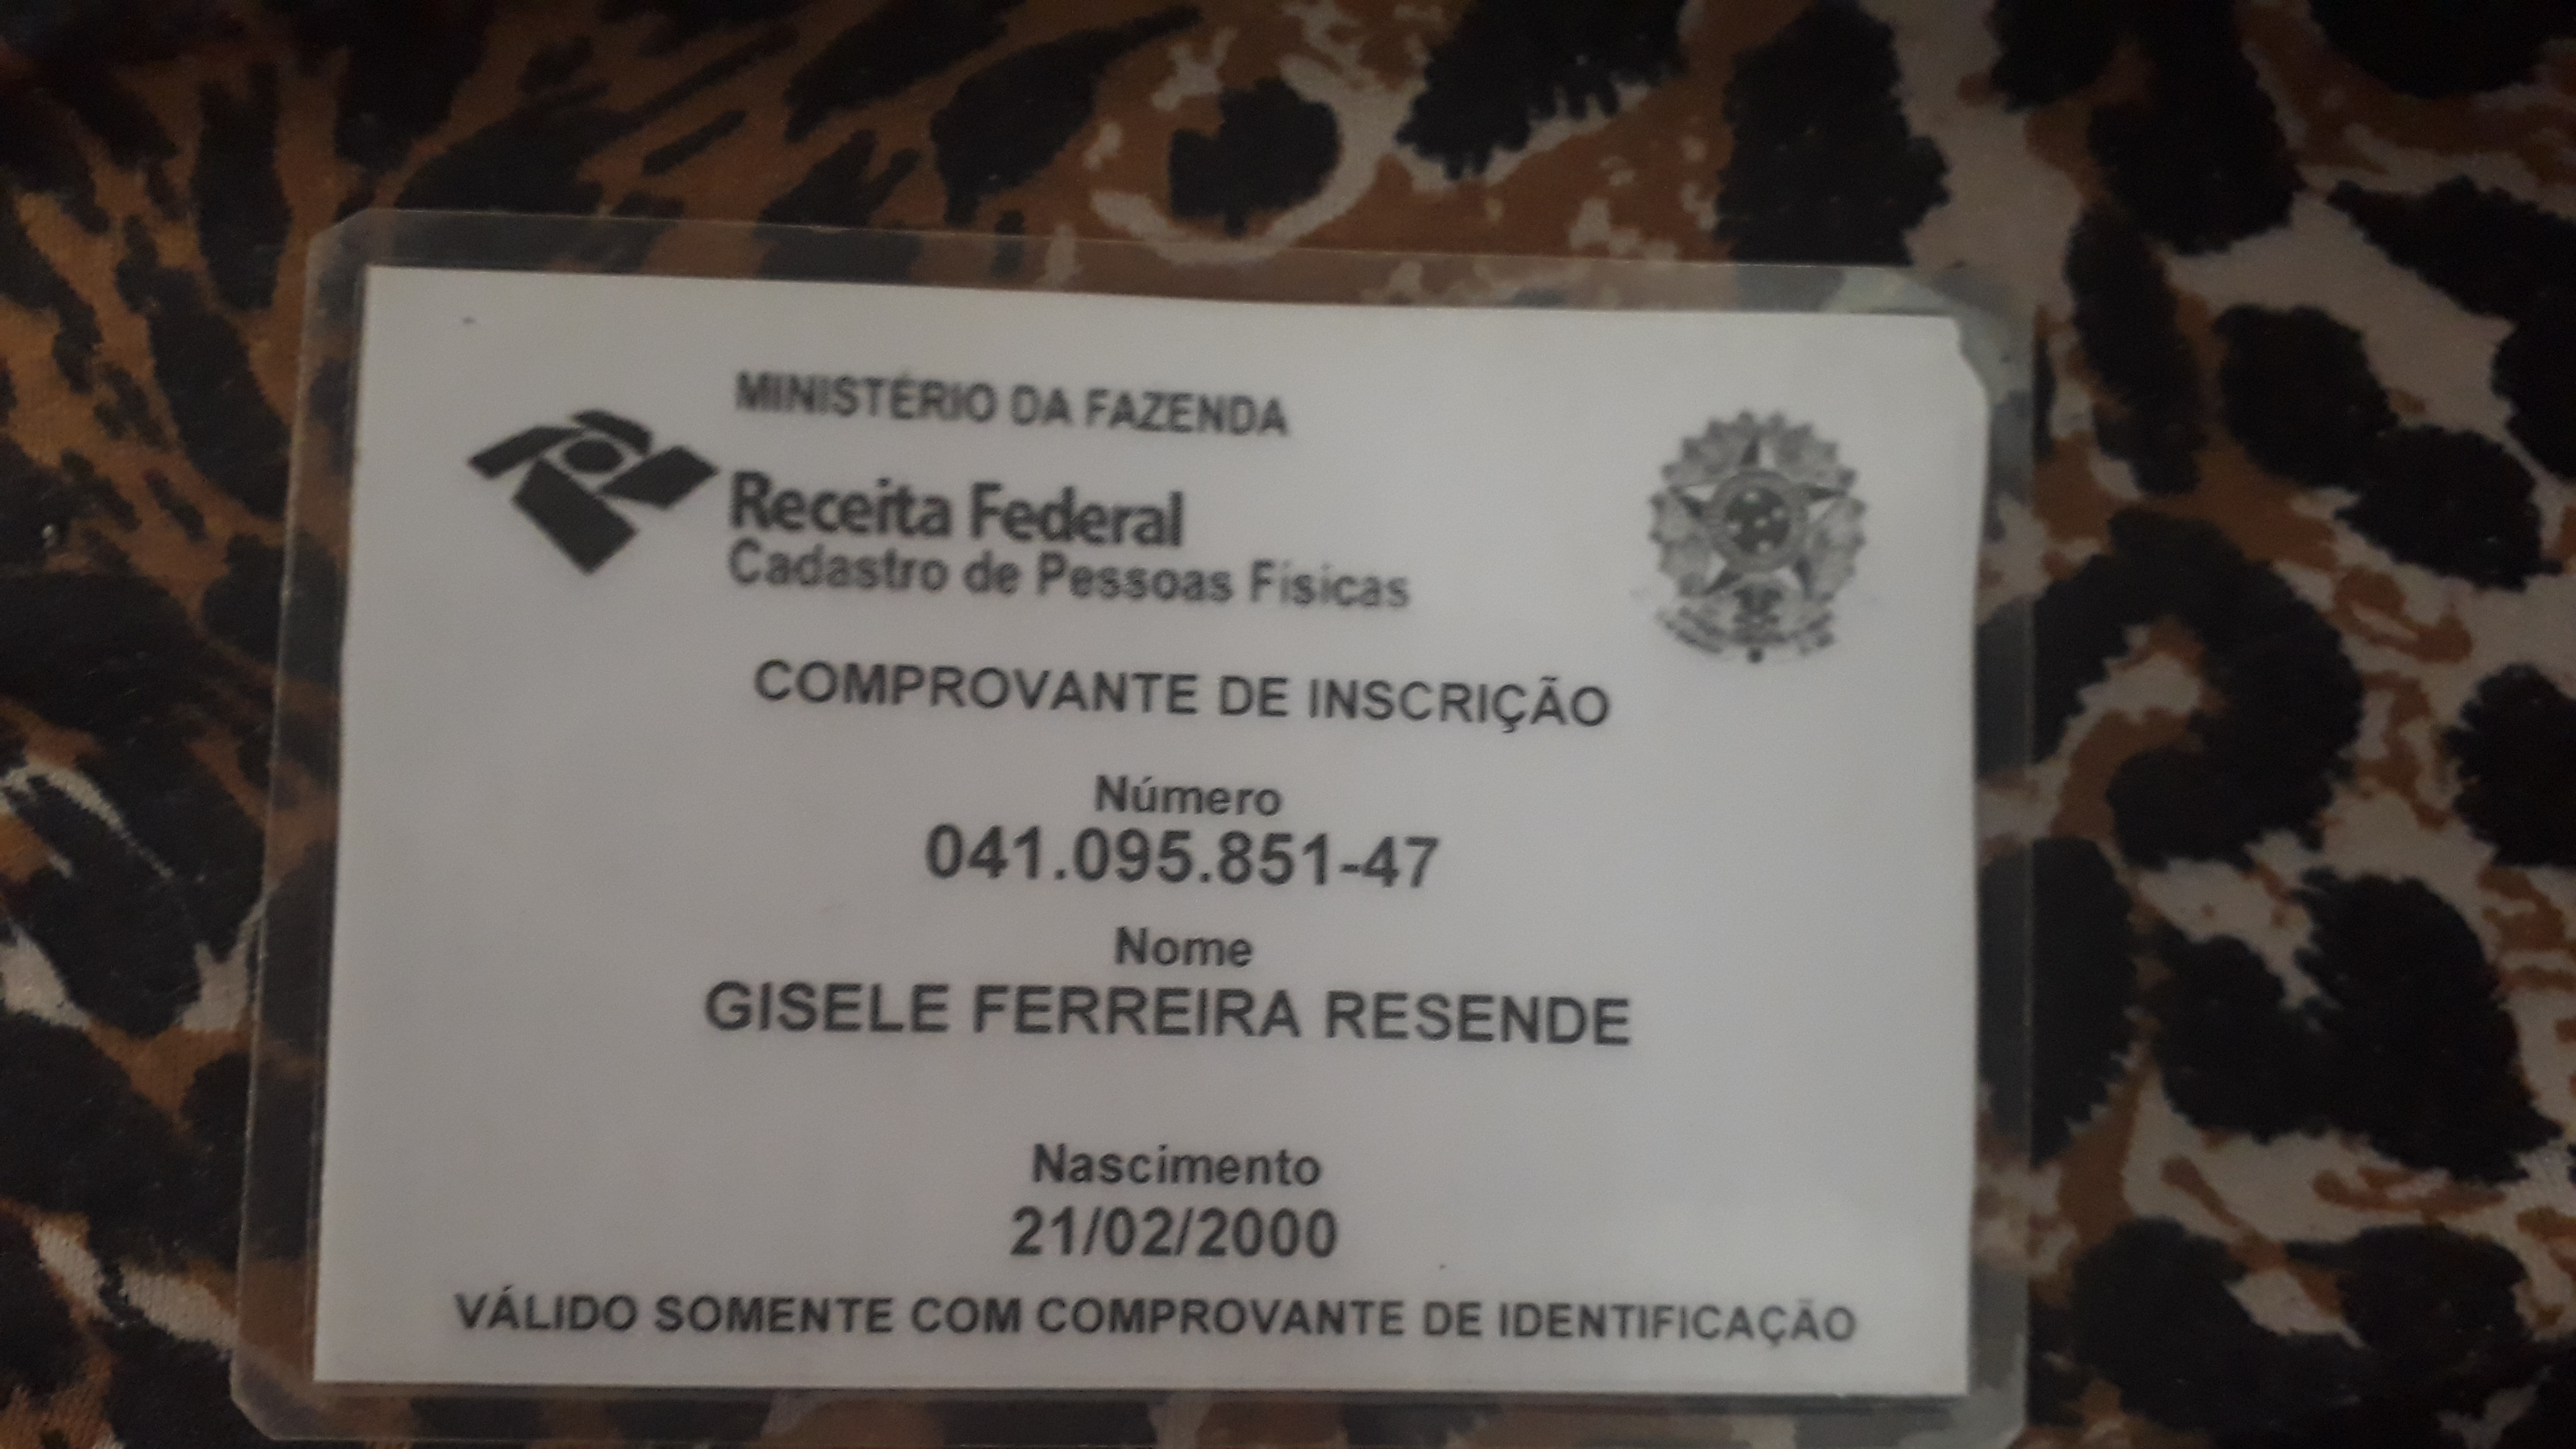 MINISTÉRIO DA FAZENDA
Receita Federal
Cadastro de Pessoas Físicas
COMPROVANTE DE INSCRIÇÃO
Número
041.095.851-47
Nome
GISELE FERREIRA RESENDE
Nascimento
21/02/2000
VÁLIDO SOMENTE COM COMPROVANTE DE IDENTIFICAÇÃO